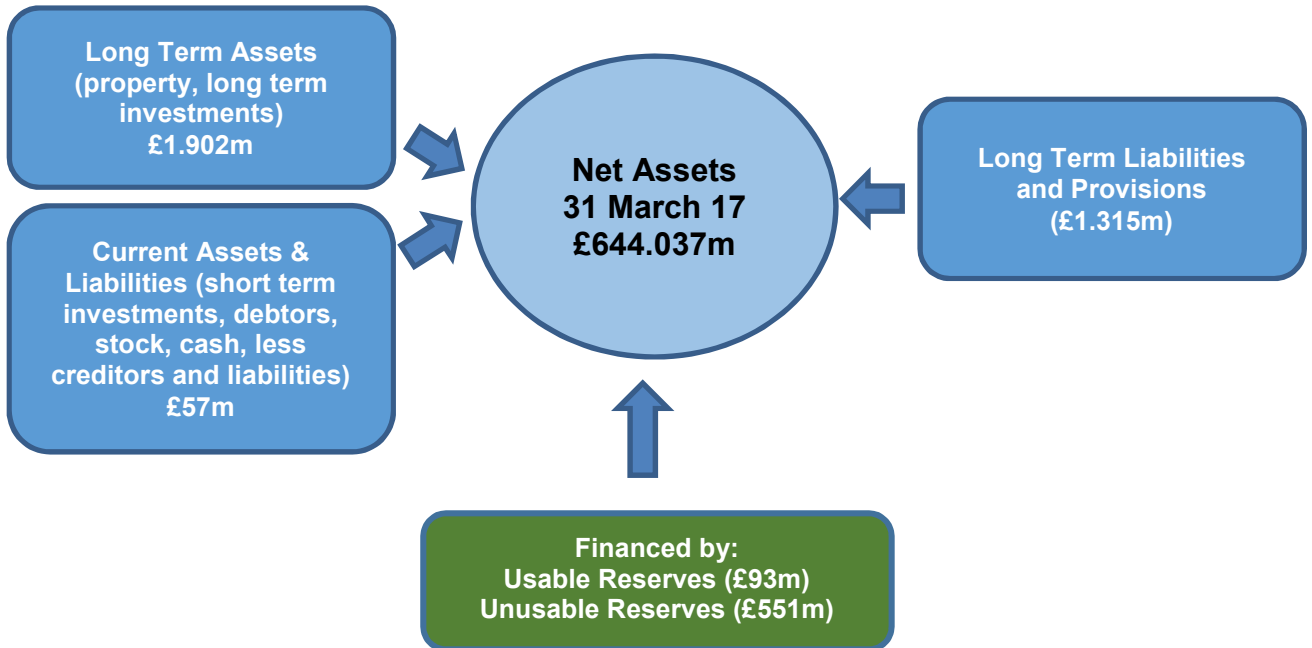 Long Term Assets
(property, long term
investments)
£1.902m
Current Assets &
Liabilities (short term
investments, debtors,
stock, cash, less
creditors and liabilities)
£57m
Net Assets
31 March 17
£644.037m
Long Term Liabilities
and Provisions
(£1.315m)
Financed by:
Usable Reserves (£93m)
Unusable Reserves (£551m)